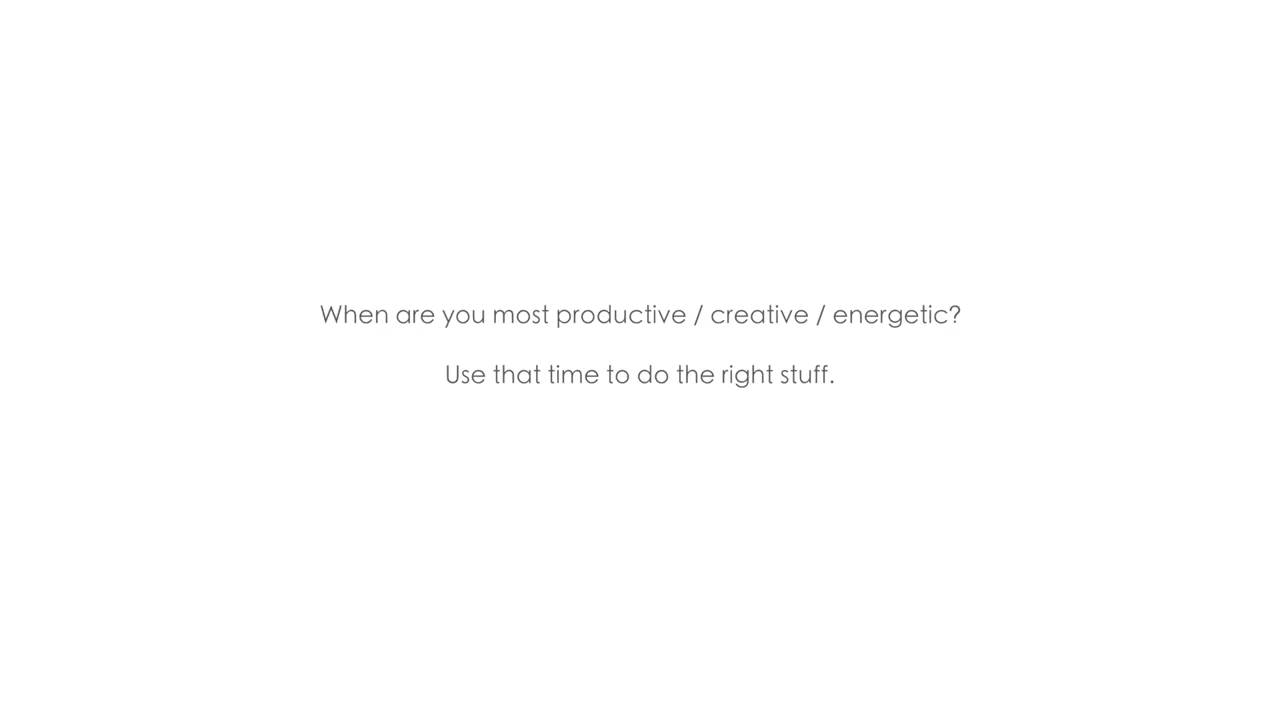 When are you most productive / creative / energetic?
Use that time to do the right stuff.